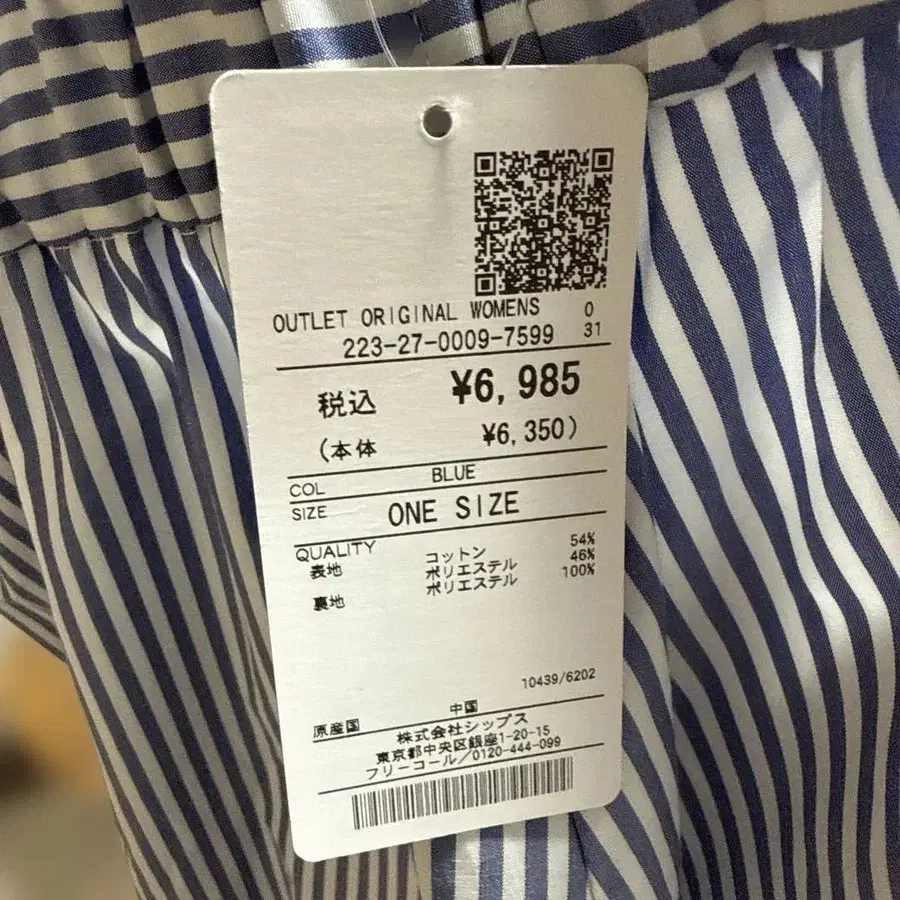 OUTLET ORIGINAL WOMENS 0
223-27-0009-7599 31
税込 ¥6,985
(本体 ¥6,350)
COL BLUE
SIZE ONE SIZE
QUALITY
表地 コットン 54%
ポリエステル 46%
裏地 ポリエステル 100%
10439/6202
原産国 中国
株式会社シップス
東京都中央区銀座1-20-15
フリーコール/0120-444-099